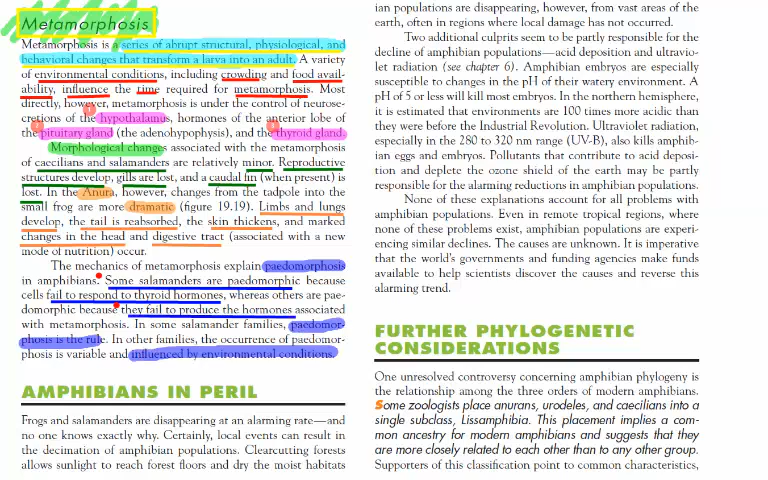 Metamorphosis
Metamorphosis is a series of abrupt structural, physiological, and
behavioral changes that transform a larva into an adult. A variety
of environmental conditions, including crowding and food avail-
ability, influence the time required for metamorphosis. Most
directly, however, metamorphosis is under the control of neurose-
cretions of the hypothalamus, hormones of the anterior lobe of
the pituitary gland (the adenohypophysis), and the thyroid gland.
Morphological changes associated with the metamorphosis
of caecilians and salamanders are relatively minor. Reproductive
structures develop, gills are lost, and a caudal fin (when present) is
lost. In the Anura, however, changes from the tadpole into the
small frog are more dramatic (figure 19.19). Limbs and lungs
develop, the tail is reabsorbed, the skin thickens, and marked
changes in the head and digestive tract (associated with a new
mode of nutrition) occur.
The mechanics of metamorphosis explain paedomorphosis
in amphibians. Some salamanders are paedomorphic because
cells fail to respond to thyroid hormones, whereas others are pae-
domorphic because they fail to produce the hormones associated
with metamorphosis. In some salamander families, paedomor-
phosis is the rule. In other families, the occurrence of paedomor-
phosis is variable and influenced by environmental conditions.
AMPHIBIANS IN PERIL
Frogs and salamanders are disappearing at an alarming rate—and
no one knows exactly why. Certainly, local events can result in
the decimation of amphibian populations. Clearcutting forests
allows sunlight to reach forest floors and dry the moist habitats
ian populations are disappearing, however, from vast areas of the
earth, often in regions where local damage has not occurred.
Two additional culprits seem to be partly responsible for the
decline of amphibian populations—acid deposition and ultravio-
let radiation (see chapter 6). Amphibian embryos are especially
susceptible to changes in the pH of their watery environment. A
pH of 5 or less will kill most embryos. In the northern hemisphere,
it is estimated that environments are 100 times more acidic than
they were before the Industrial Revolution. Ultraviolet radiation,
especially in the 280 to 320 nm range (UV-B), also kills amphib-
ian eggs and embryos. Pollutants that contribute to acid deposi-
tion and deplete the ozone shield of the earth may be partly
responsible for the alarming reductions in amphibian populations.
None of these explanations account for all problems with
amphibian populations. Even in remote tropical regions, where
none of these problems exist, amphibian populations are experi-
encing similar declines. The causes are unknown. It is imperative
that the world's governments and funding agencies make funds
available to help scientists discover the causes and reverse this
alarming trend.
FURTHER PHYLOGENETIC
CONSIDERATIONS
One unresolved controversy concerning amphibian phylogeny is
the relationship among the three orders of modern amphibians.
Some zoologists place anurans, urodeles, and caecilians into a
single subclass, Lissamphibia. This placement implies a com-
mon ancestry for modern amphibians and suggests that they
are more closely related to each other than to any other group.
Supporters of this classification point to common characteristics,